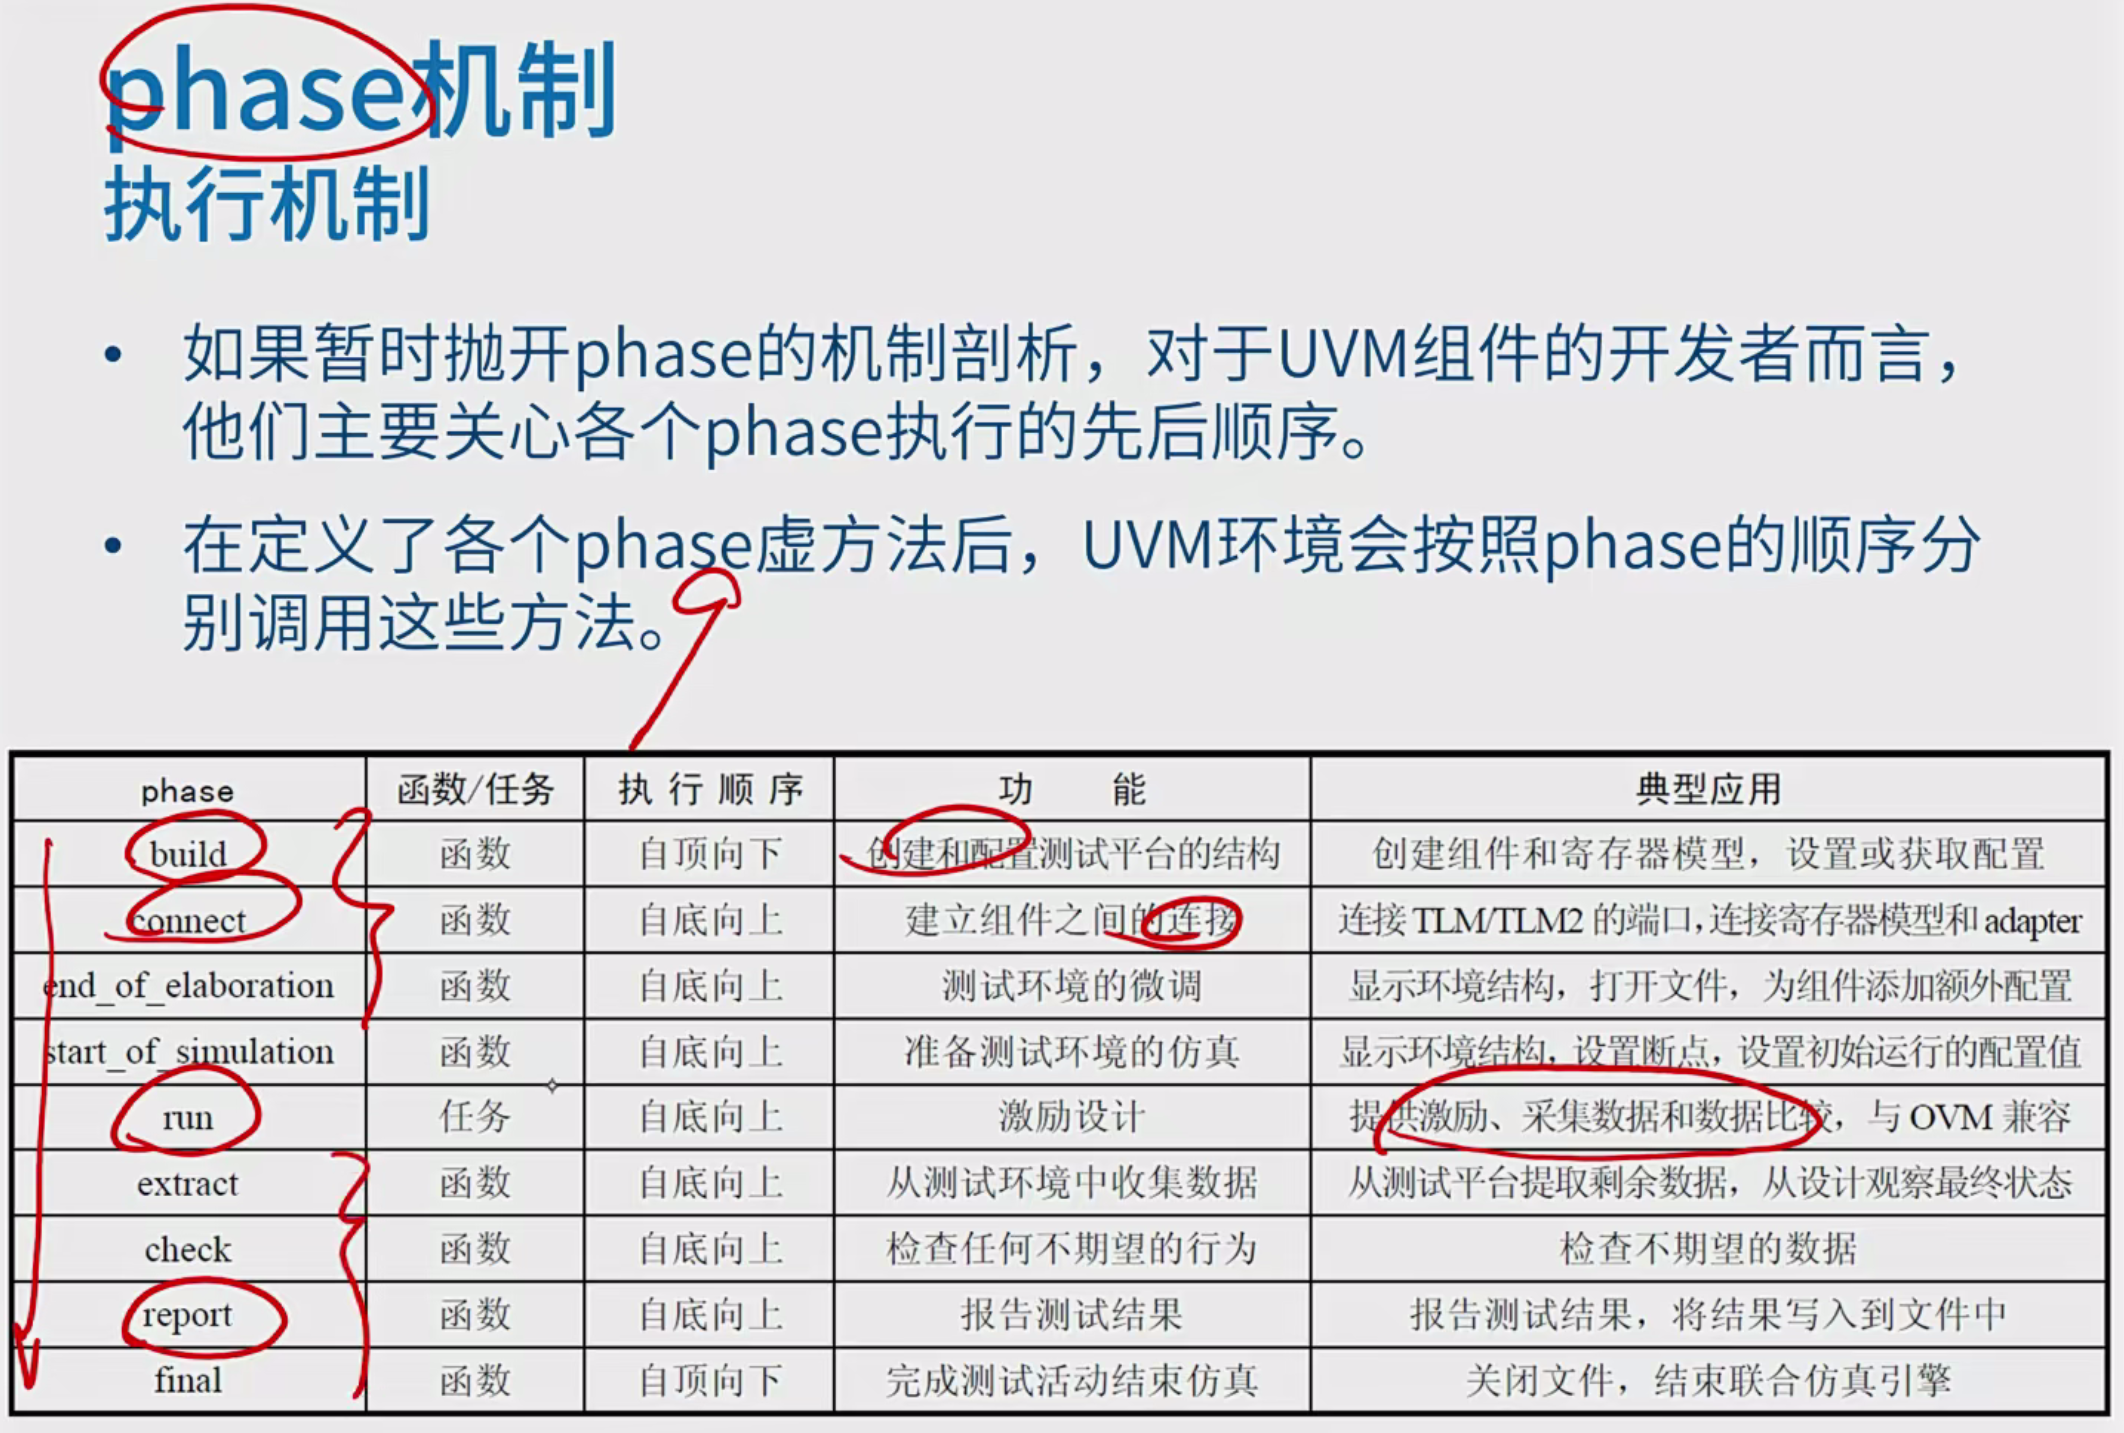 phase机制
执行机制
• 如果暂时抛开phase的机制剖析，对于UVM组件的开发者而言，
他们主要关心各个phase执行的先后顺序。
• 在定义了各个phase虚方法后，UVM环境会按照phase的顺序分
别调用这些方法。
phase 函数/任务 执行顺序 功能 典型应用
build 函数 自顶向下 创建和配置测试平台的结构 创建组件和寄存器模型，设置或获取配置
connect 函数 自底向上 建立组件之间的连接 连接TLM/TLM2的端口，连接寄存器模型和adapter
end_of_elaboration 函数 自底向上 测试环境的微调 显示环境结构，打开文件，为组件添加额外配置
start_of_simulation 函数 自底向上 准备测试环境的仿真 显示环境结构，设置断点，设置初始运行的配置值
run 任务 自底向上 激励设计 提供激励、采集数据和数据比较，与OVM兼容
extract 函数 自底向上 从测试环境中收集数据 从测试平台提取剩余数据，从设计观察最终状态
check 函数 自底向上 检查任何不期望的行为 检查不期望的数据
report 函数 自底向上 报告测试结果 报告测试结果，将结果写入到文件中
final 函数 自顶向下 完成测试活动结束仿真 关闭文件，结束联合仿真引擎